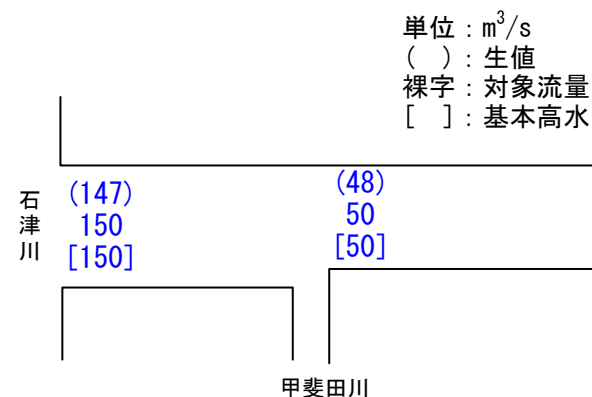 単位：m³/s
(　)：生値
裸字：対象流量
[　]：基本高水
石津川
(147)
150
[150]
(48)
50
[50]
甲斐田川